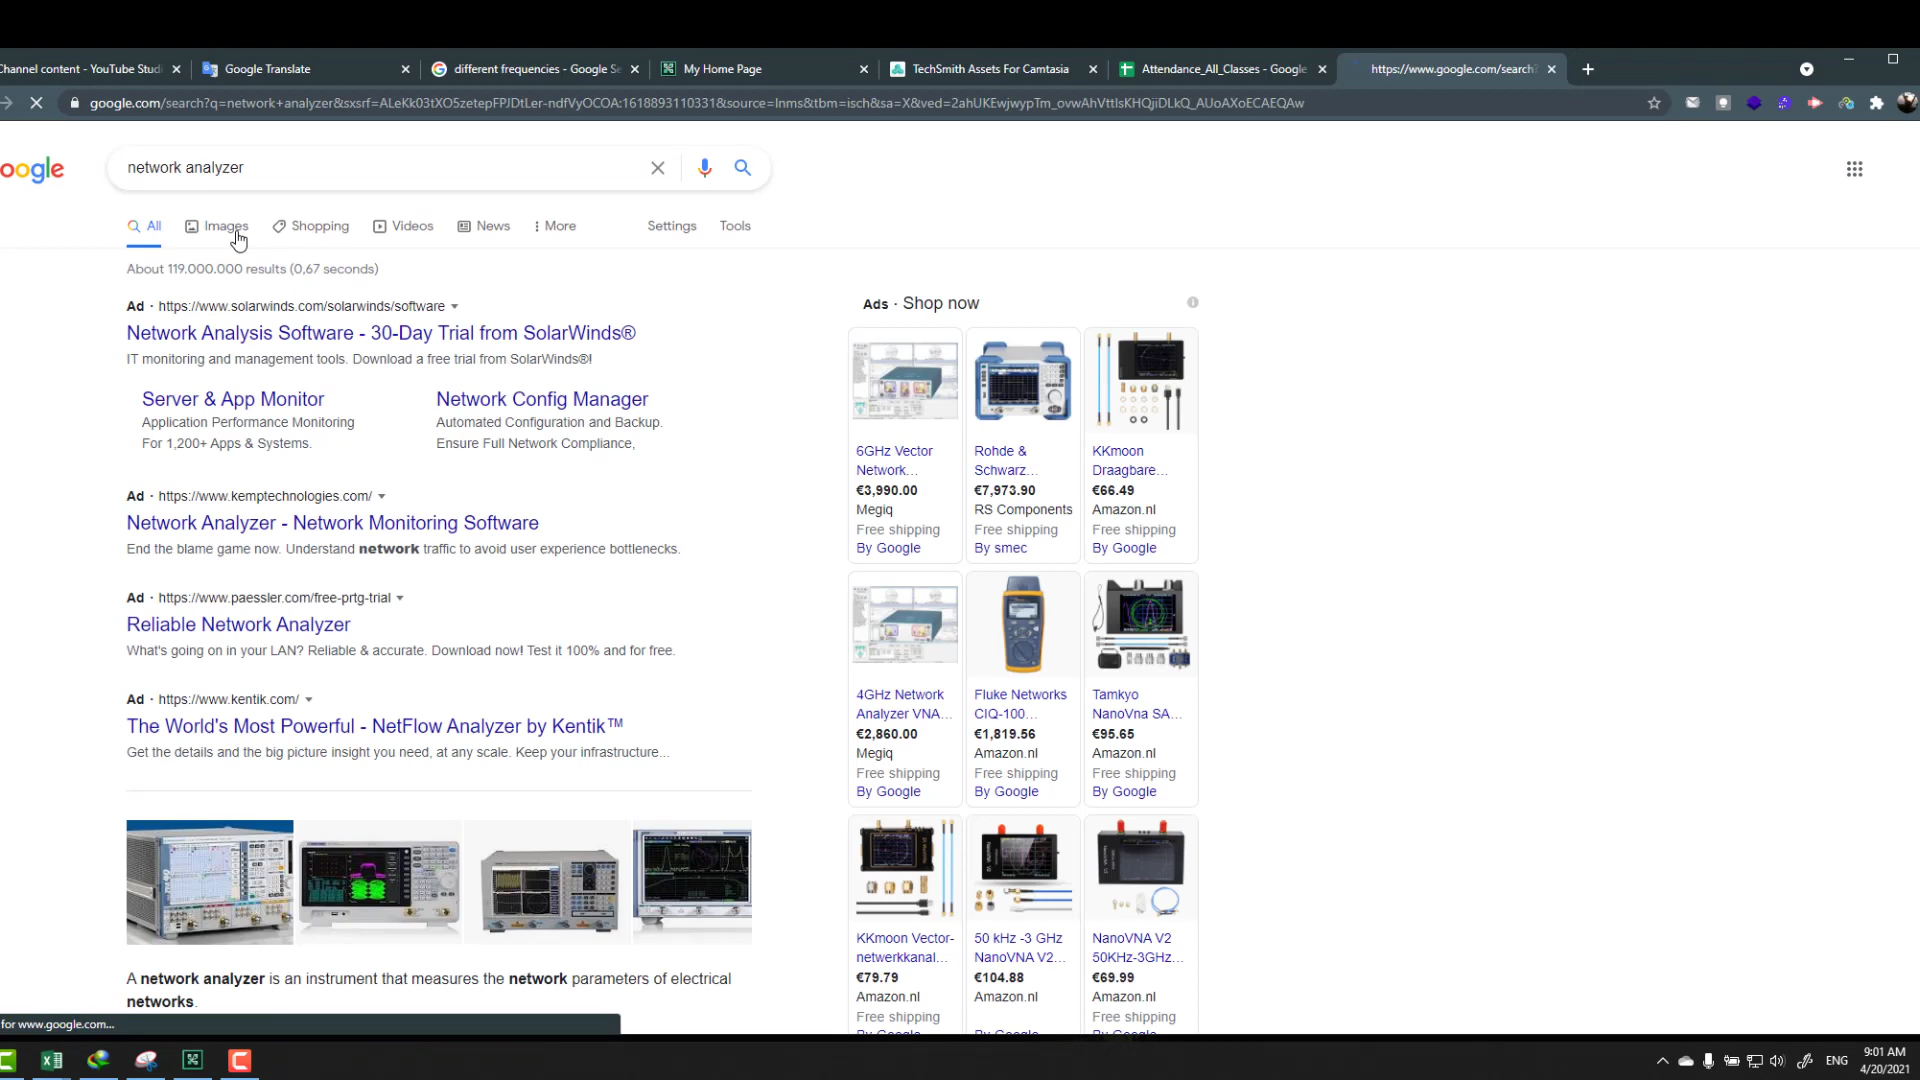 Channel content - YouTube Studi
Google Translate
different frequencies - Google Se
My Home Page
TechSmith Assets For Camtasia
Attendance_All_Classes - Google
https://www.google.com/search?
google.com/search?q=network+analyzer&sxsrf=ALeKk03tXO5zetepFPJDtLer-ndfVyOCOA:1618893110331&source=lnms&tbm=isch&sa=X&ved=2ahUKEwjwypTm_ovwAhVttIsKHQjiDLkQ_AUoAXoECAEQAw
oogle
network analyzer
All
Images
Shopping
Videos
News
More
Settings
Tools
About 119.000.000 results (0,67 seconds)
Ad · https://www.solarwinds.com/solarwinds/software
Network Analysis Software - 30-Day Trial from SolarWinds®
IT monitoring and management tools. Download a free trial from SolarWinds®!
Server & App Monitor
Application Performance Monitoring
For 1,200+ Apps & Systems.
Network Config Manager
Automated Configuration and Backup.
Ensure Full Network Compliance,
Ad · https://www.kemptechnologies.com/
Network Analyzer - Network Monitoring Software
End the blame game now. Understand network traffic to avoid user experience bottlenecks.
Ad · https://www.paessler.com/free-prtg-trial
Reliable Network Analyzer
What's going on in your LAN? Reliable & accurate. Download now! Test it 100% and for free.
Ad · https://www.kentik.com/
The World's Most Powerful - NetFlow Analyzer by Kentik™
Get the details and the big picture insight you need, at any scale. Keep your infrastructure...
A network analyzer is an instrument that measures the network parameters of electrical
networks.
Ads · Shop now
6GHz Vector
Network...
€3,990.00
Megiq
Free shipping
By Google
Rohde &
Schwarz...
€7,973.90
RS Components
Free shipping
By smec
KKmoon
Draagbare...
€66.49
Amazon.nl
Free shipping
By Google
4GHz Network
Analyzer VNA...
€2,860.00
Megiq
Free shipping
By Google
Fluke Networks
CIQ-100...
€1,819.56
Amazon.nl
Free shipping
By Google
Tamkyo
NanoVna SA...
€95.65
Amazon.nl
Free shipping
By Google
KKmoon Vector-
netwerkkanal...
€79.79
Amazon.nl
Free shipping
By Google
50 kHz -3 GHz
NanoVNA V2...
€104.88
Amazon.nl
By Google
NanoVNA V2
50KHz-3GHz...
€69.99
Amazon.nl
Free shipping
By Google
for www.google.com...
ENG
9:01 AM
4/20/2021